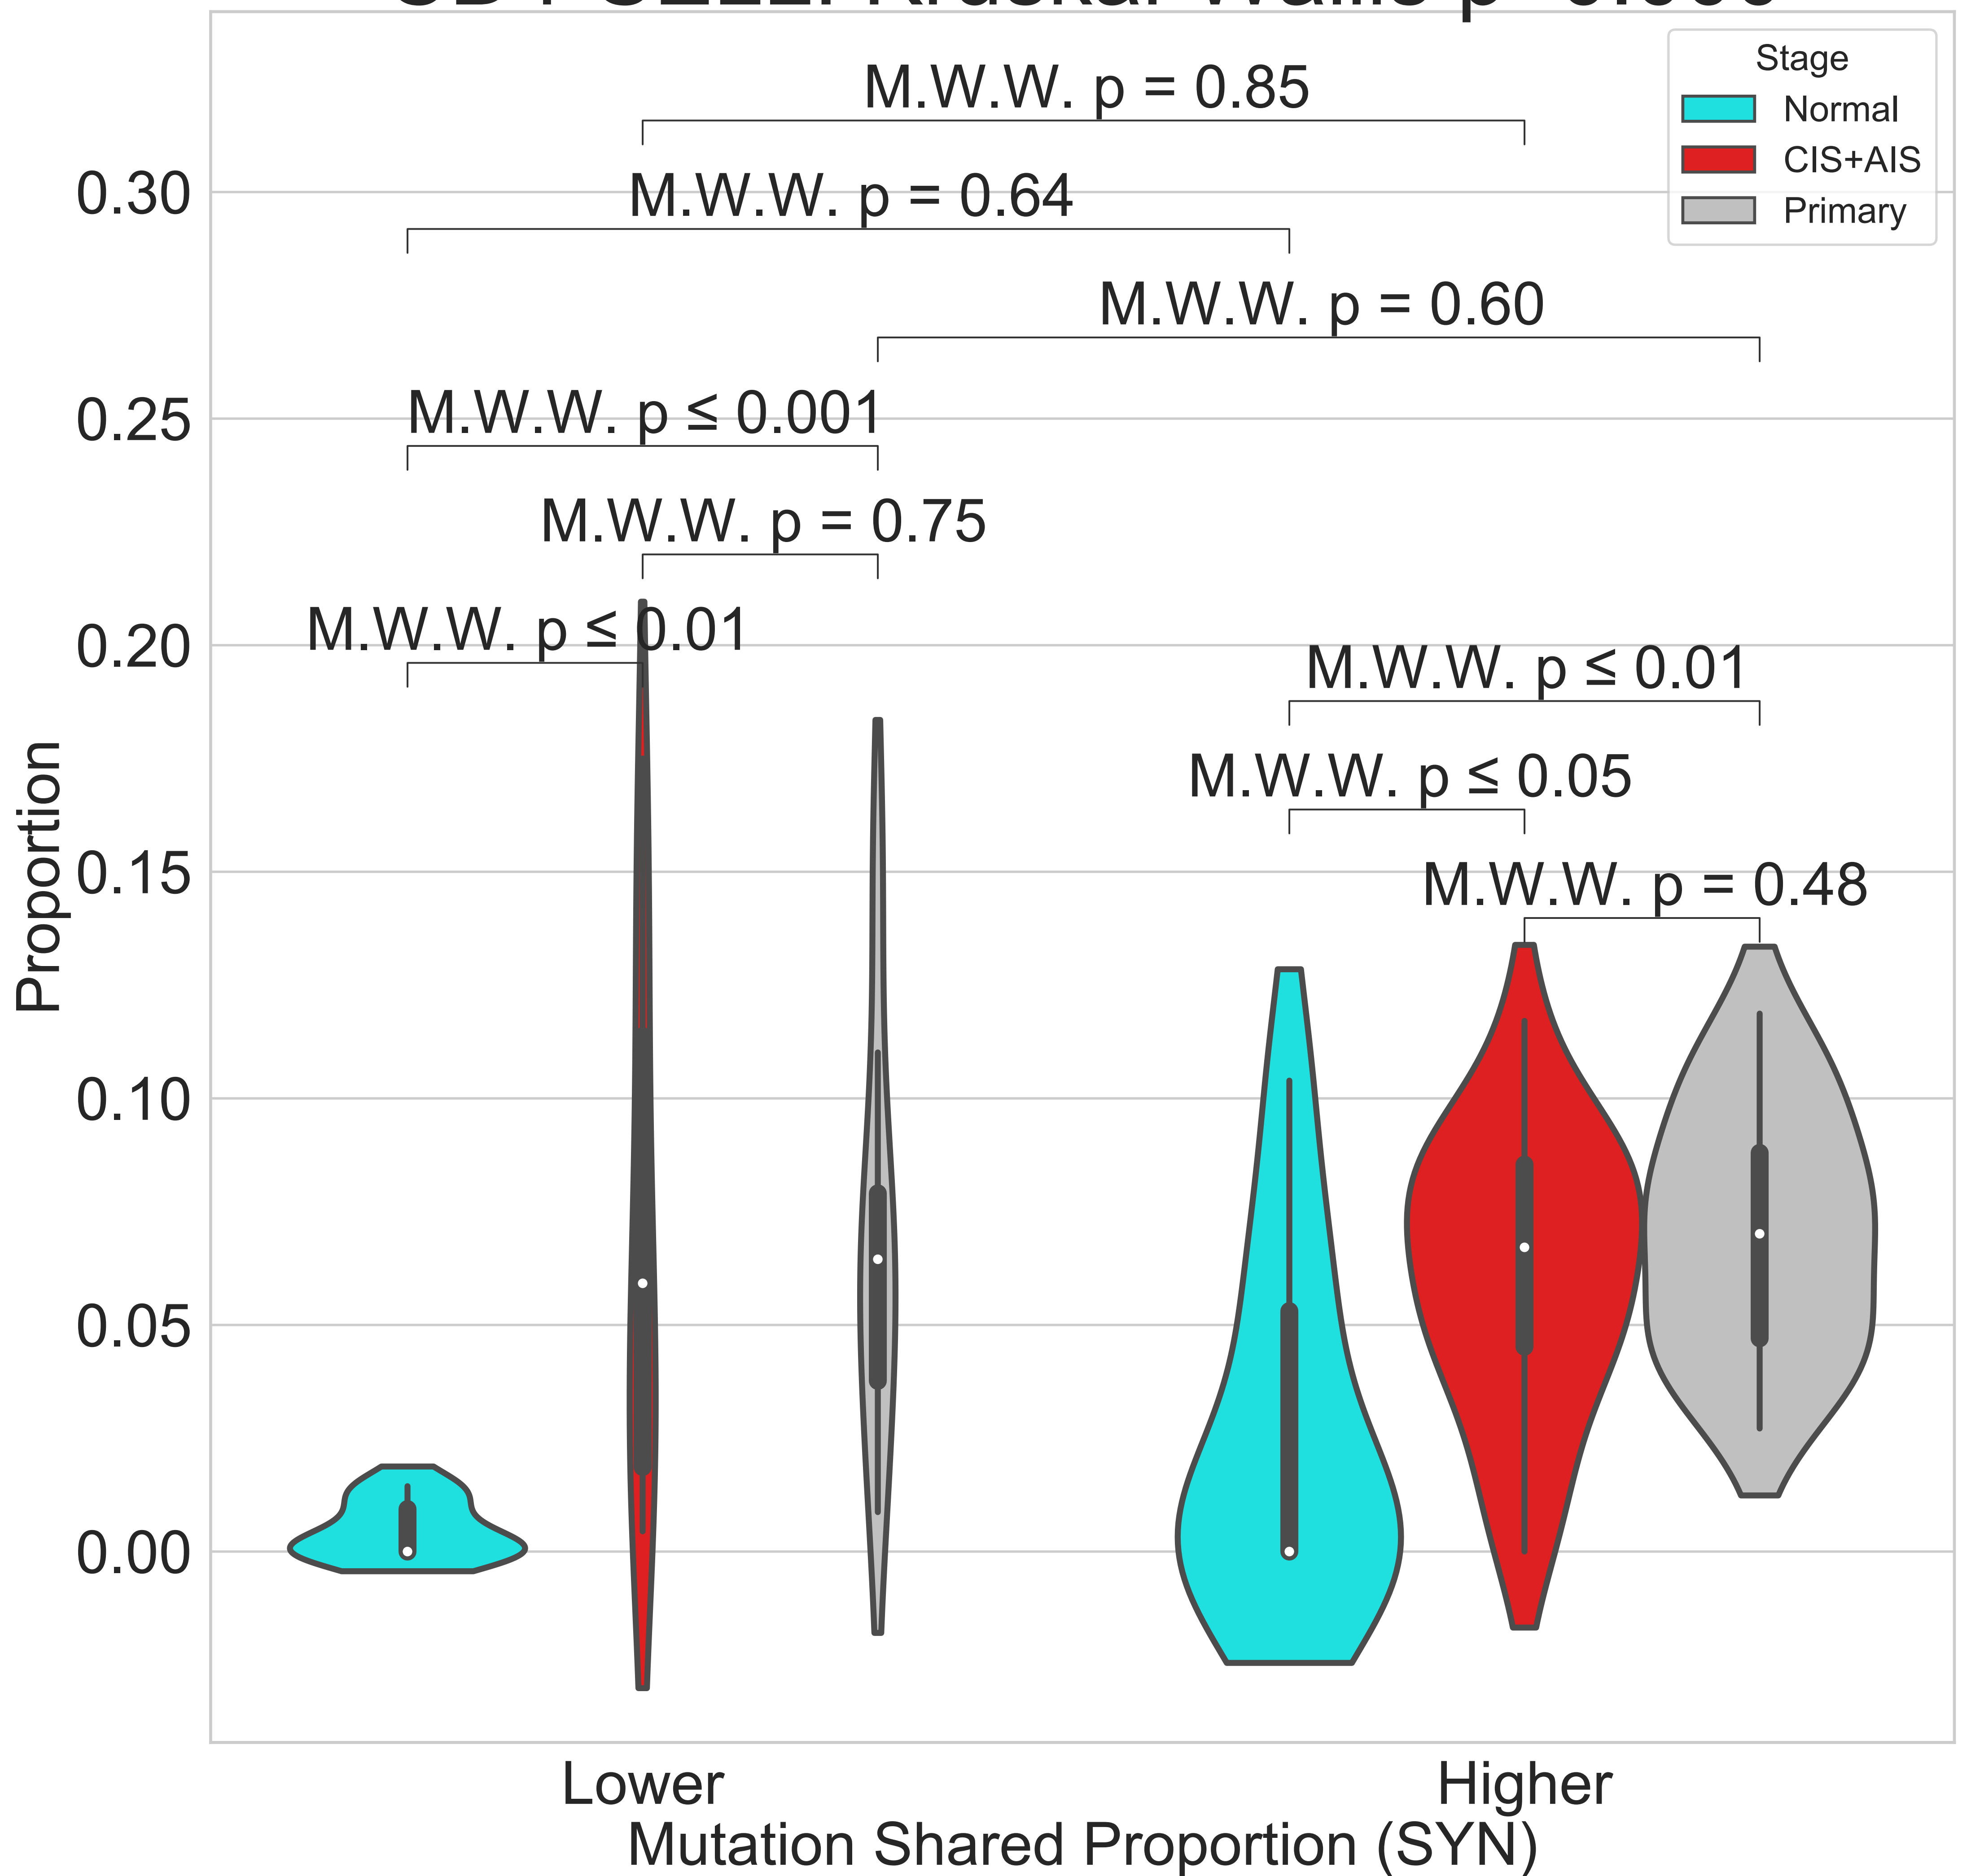 Stage
Normal
CIS+AIS
Primary
M.W.W. p = 0.85
M.W.W. p = 0.64
M.W.W. p = 0.60
M.W.W. p ≤ 0.001
M.W.W. p = 0.75
M.W.W. p ≤ 0.01
M.W.W. p ≤ 0.01
M.W.W. p ≤ 0.05
M.W.W. p = 0.48
0.30
0.25
0.20
0.15
0.10
0.05
0.00
Proportion
Lower
Higher
Mutation Shared Proportion (SYN)